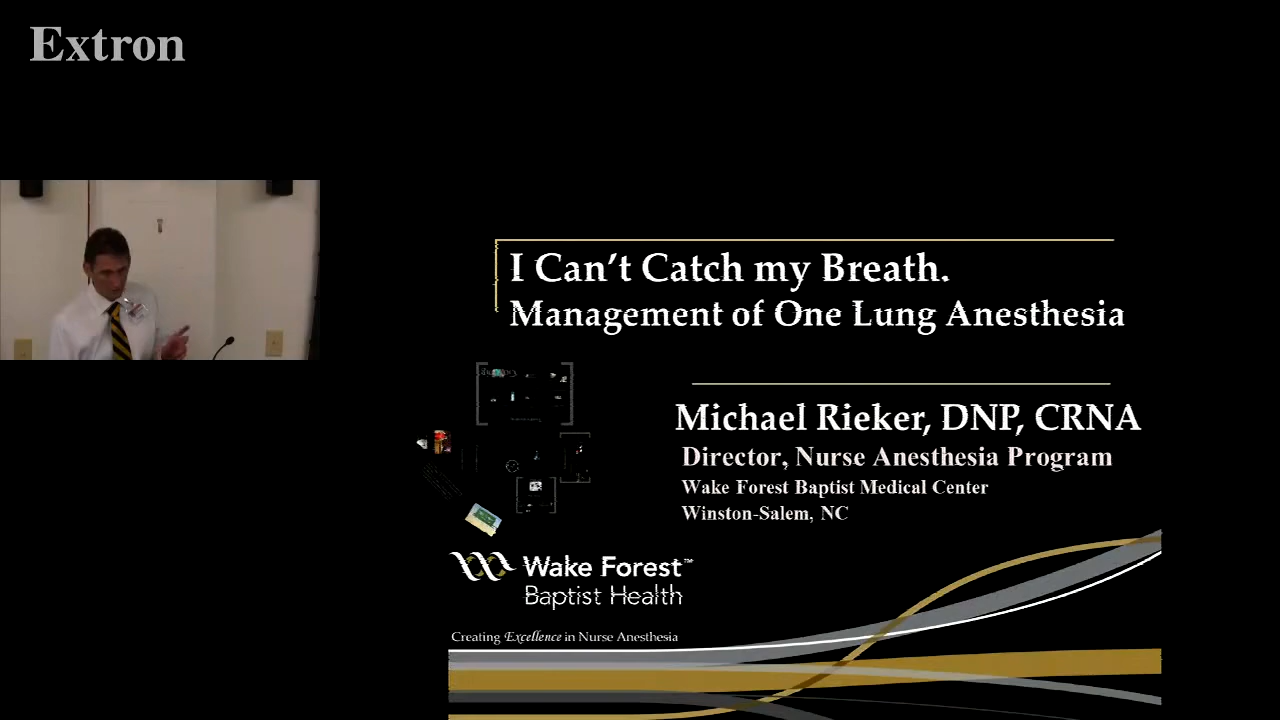 Extron
I Can't Catch my Breath.
Management of One Lung Anesthesia
Michael Rieker, DNP, CRNA
Director, Nurse Anesthesia Program
Wake Forest Baptist Medical Center
Winston-Salem, NC
Wake Forest™
Baptist Health
Creating Excellence in Nurse Anesthesia